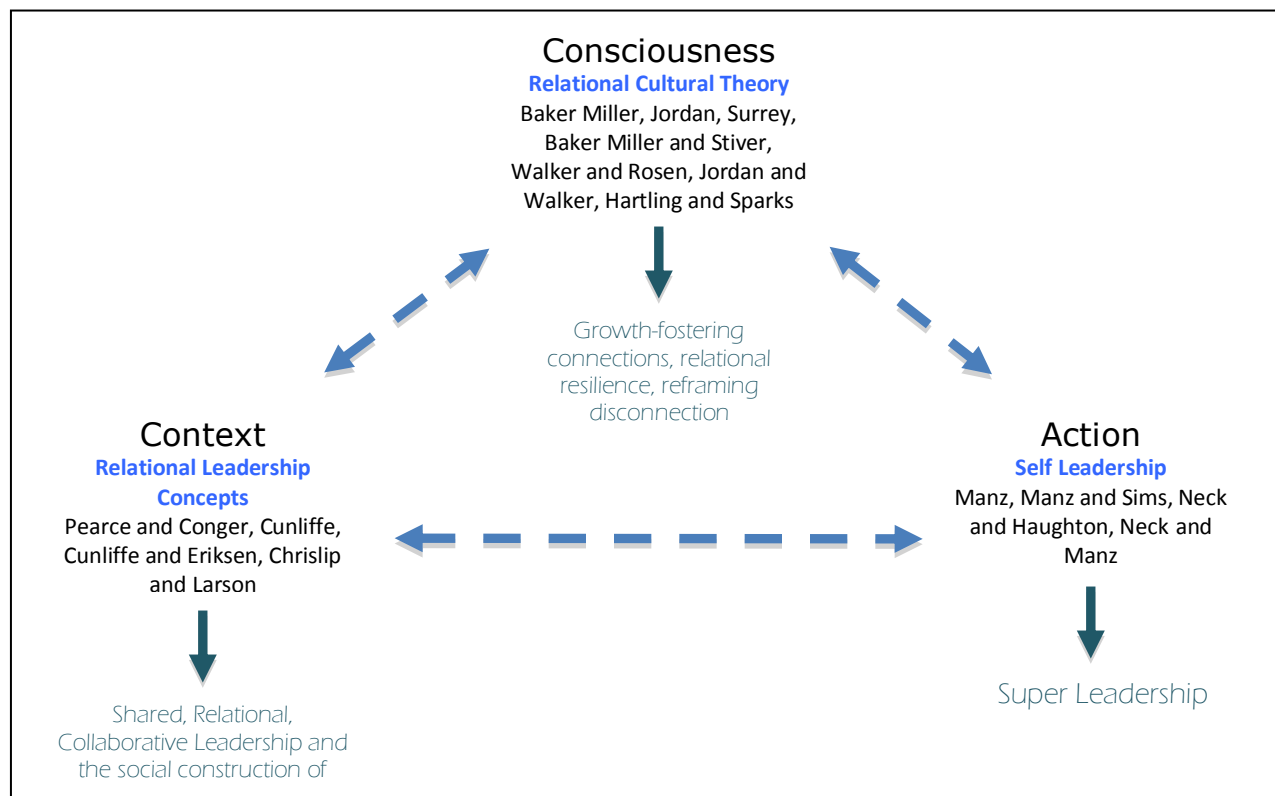 Consciousness
Relational Cultural Theory
Baker Miller, Jordan, Surrey,
Baker Miller and Stiver,
Walker and Rosen, Jordan and
Walker, Hartling and Sparks
Growth-fostering
connections, relational
resilience, reframing
disconnection
Context
Relational Leadership
Concepts
Pearce and Conger, Cunliffe,
Cunliffe and Eriksen, Chrislip
and Larson
Shared, Relational,
Collaborative Leadership and
the social construction of
Action
Self Leadership
Manz, Manz and Sims, Neck
and Haughton, Neck and
Manz
Super Leadership